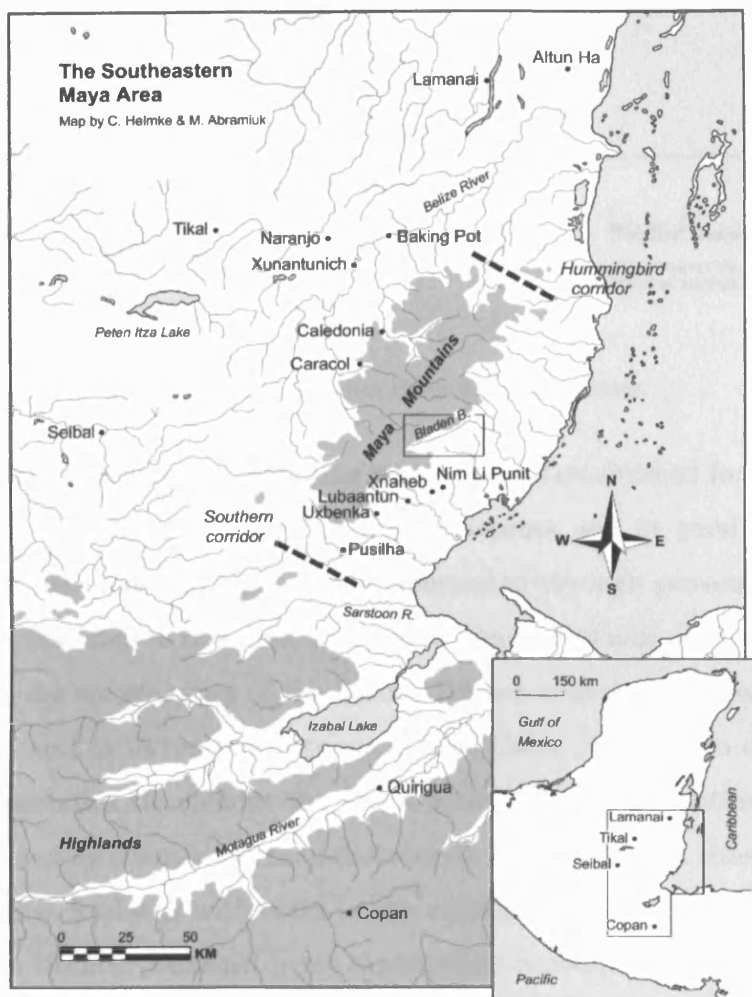 The Southeastern
Maya Area
Map by C. Helmke & M. Abramiuk
Lamanai
Altun Ha
Belize River
Tikal
Naranjo
Baking Pot
Xunantunich
Hummingbird
corridor
Peten Itza Lake
Caledonia
Caracol
Maya Mountains
Bladen B.
Seibal
Xnaheb
Nim Li Punit
Lubaantun
Uxbenka
Southern
corridor
Pusilha
N
W
E
S
Sarstoon R.
Izabal Lake
Quirigua
Motagua River
Highlands
Copan
0 25 50
KM
0 150 km
Gulf of
Mexico
Caribbean
Lamanai
Tikal
Seibal
Copan
Pacific